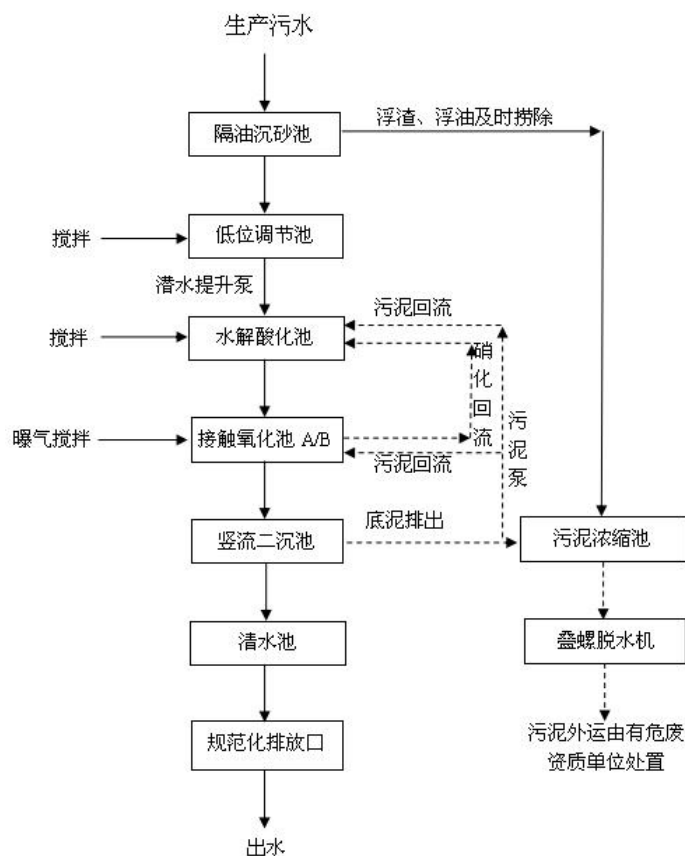 生产污水
隔油沉砂池
浮渣、浮油及时捞除
搅拌
低位调节池
潜水提升泵
污泥回流
搅拌
水解酸化池
硝化回流
曝气搅拌
接触氧化池 A/B
污泥回流
污泥泵
底泥排出
竖流二沉池
污泥浓缩池
清水池
叠螺脱水机
规范化排放口
污泥外运由有危废
资质单位处置
出水